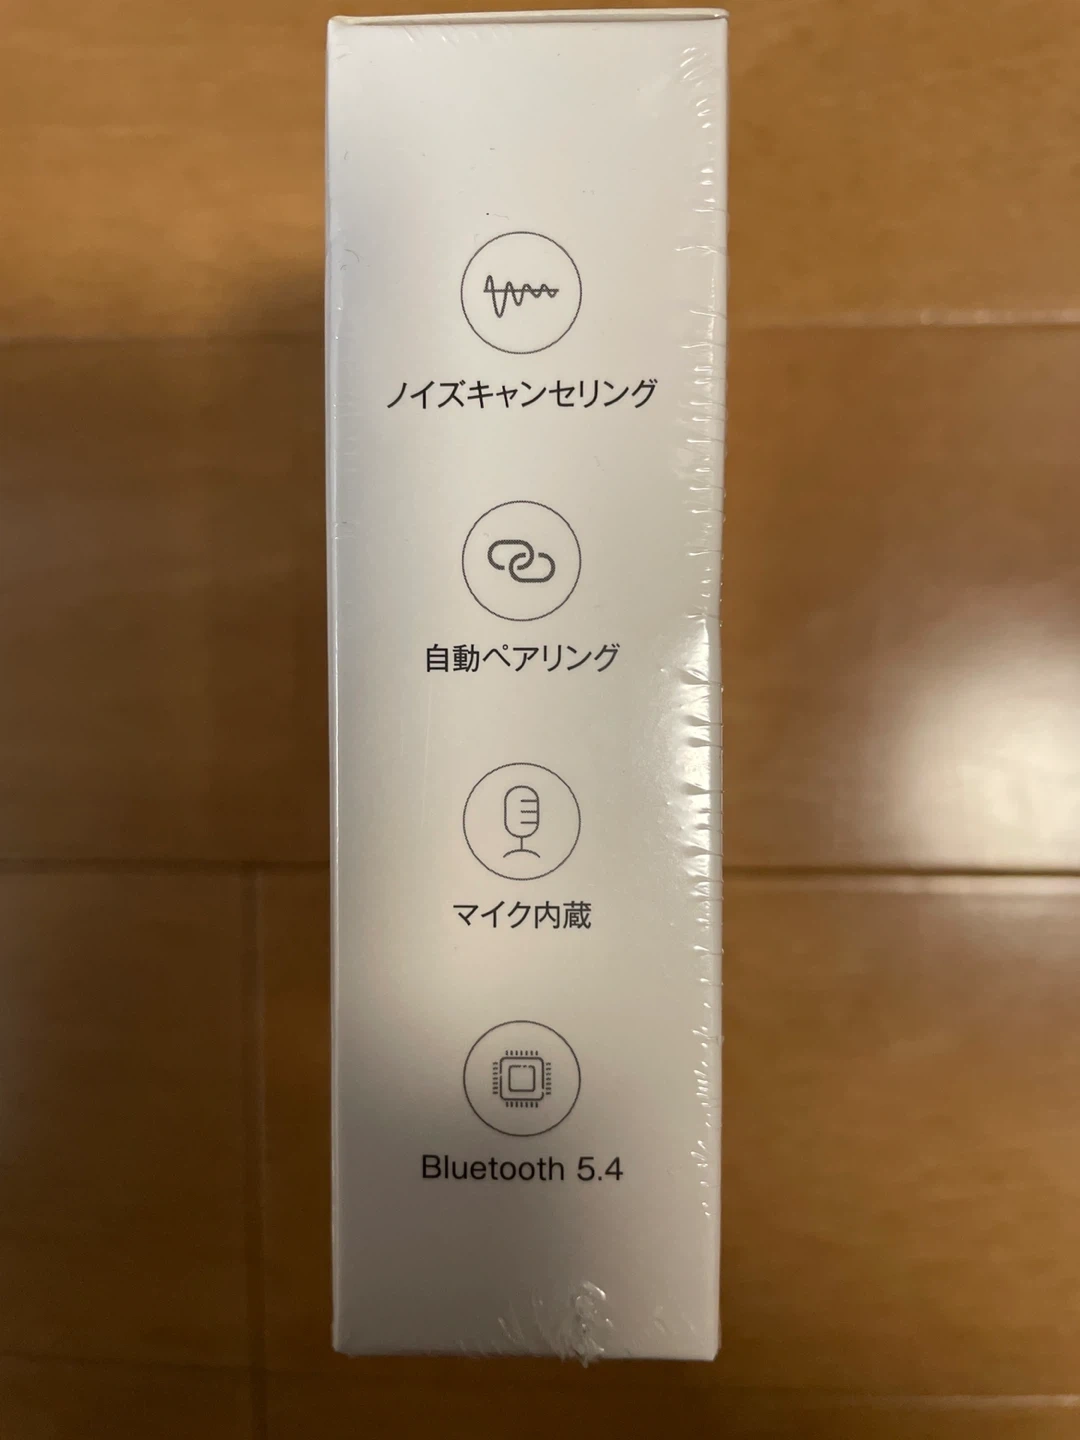 ノイズキャンセリング
自動ペアリング
マイク内蔵
Bluetooth 5.4